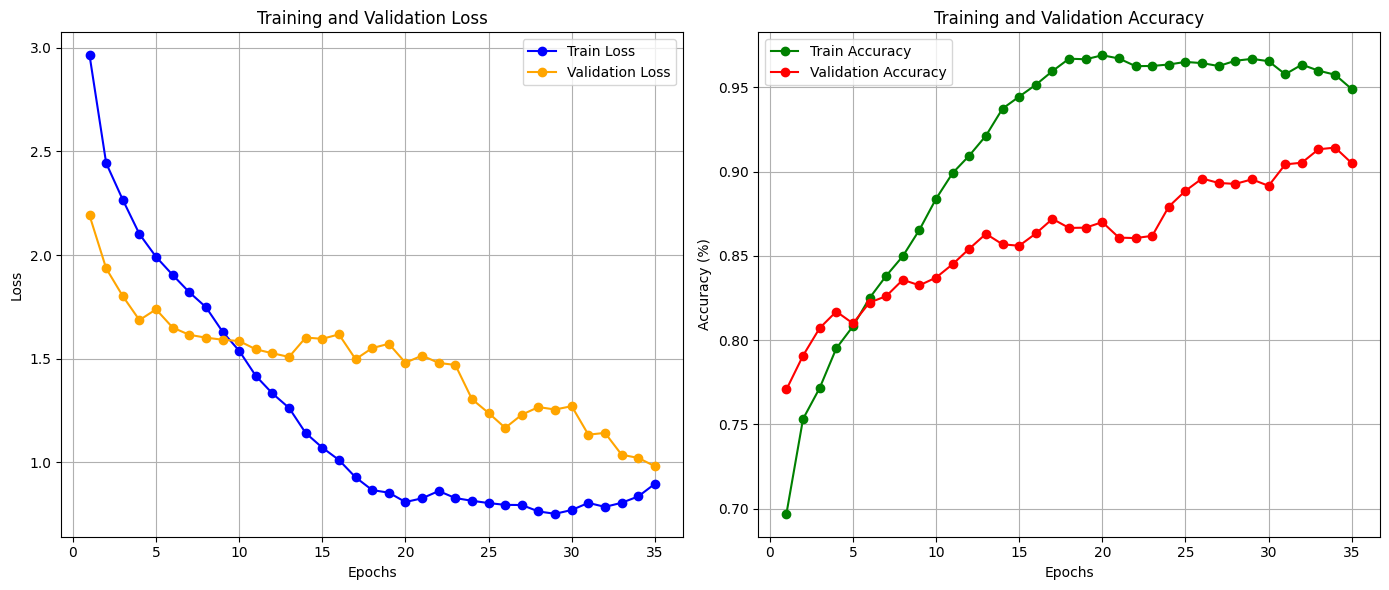 Training and Validation Loss
Train Loss
Validation Loss
3.0
2.5
2.0
1.5
1.0
Loss
0 5 10 15 20 25 30 35
Epochs
Training and Validation Accuracy
Train Accuracy
Validation Accuracy
0.95
0.90
0.85
0.80
0.75
0.70
Accuracy (%)
0 5 10 15 20 25 30 35
Epochs